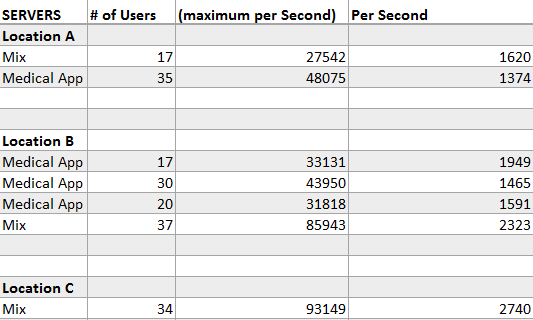 SERVERS # of Users (maximum per Second) Per Second
Location A
Mix 17 27542 1620
Medical App 35 48075 1374
Location B
Medical App 17 33131 1949
Medical App 30 43950 1465
Medical App 20 31818 1591
Mix 37 85943 2323
Location C
Mix 34 93149 2740